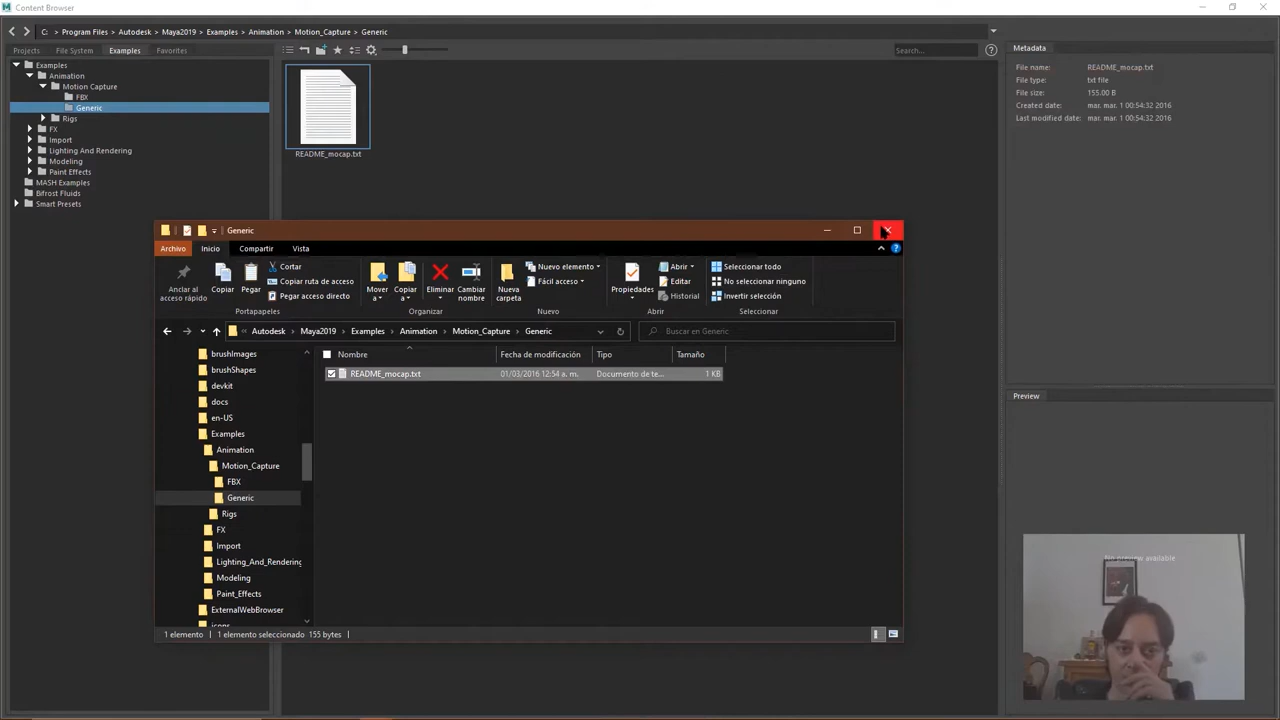 Content Browser
C: Program Files Autodesk Maya2019 Examples Animation Motion_Capture Generic
Projects File System Examples Favorites
Search...
Examples
Animation
Motion Capture
FBX
Generic
Rigs
FX
Import
Lighting And Rendering
Modeling
Paint Effects
MASH Examples
Bifrost Fluids
Smart Presets
README_mocap.txt
Metadata
File name: README_mocap.txt
File type: txt file
File size: 155.00 B
Created date: mar. mar. 1 00:54:32 2016
Last modified date: mar. mar. 1 00:54:32 2016
Preview
No preview available
Generic
Archivo Inicio Compartir Vista
Anclar al acceso rápido
Copiar
Pegar
Cortar
Copiar ruta de acceso
Pegar acceso directo
Portapapeles
Mover a
Copiar a
Eliminar
Cambiar nombre
Organizar
Nueva carpeta
Nuevo elemento
Fácil acceso
Nuevo
Propiedades
Abrir
Editar
Historial
Abrir
Seleccionar todo
No seleccionar ninguno
Invertir selección
Seleccionar
« Autodesk Maya2019 Examples Animation Motion_Capture Generic
Buscar en Generic
brushImages
brushShapes
devkit
docs
en-US
Examples
Animation
Motion_Capture
FBX
Generic
Rigs
FX
Import
Lighting_And_Rendering
Modeling
Paint_Effects
ExternalWebBrowser
icons
Nombre Fecha de modificación Tipo Tamaño
README_mocap.txt 01/03/2016 12:54 a. m. Documento de te... 1 KB
1 elemento 1 elemento seleccionado 155 bytes